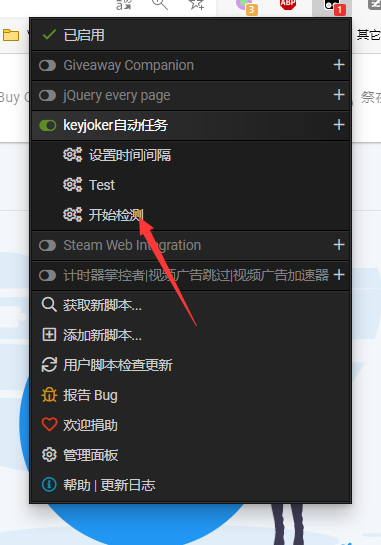 3
ABP
1
其它
已启用
Giveaway Companion
Buy C
jQuery every page
祭夜
keyjoker自动任务
设置时间间隔
Test
开始检测
Steam Web Integration
计时器掌控者|视频广告跳过|视频广告加速器
获取新脚本...
添加新脚本...
用户脚本检查更新
报告 Bug
欢迎捐助
管理面板
帮助 | 更新日志